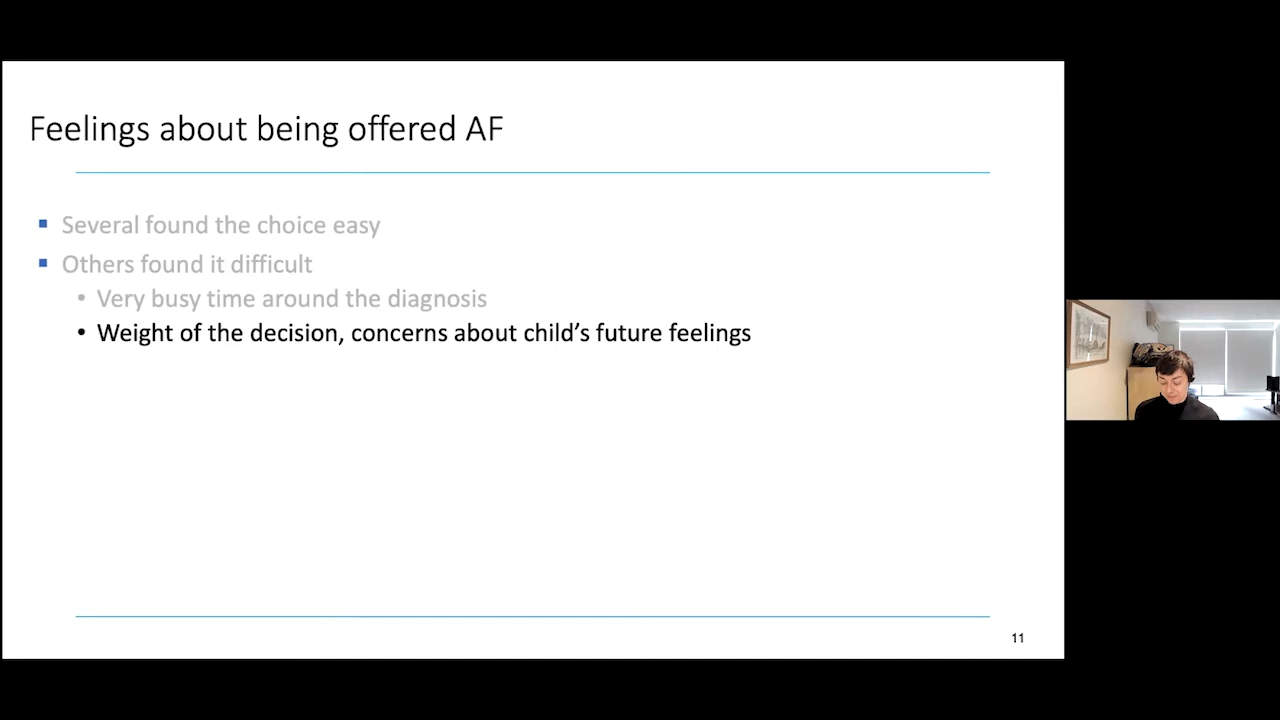 Feelings about being offered AF
Several found the choice easy
Others found it difficult
Very busy time around the diagnosis
Weight of the decision, concerns about child’s future feelings
11